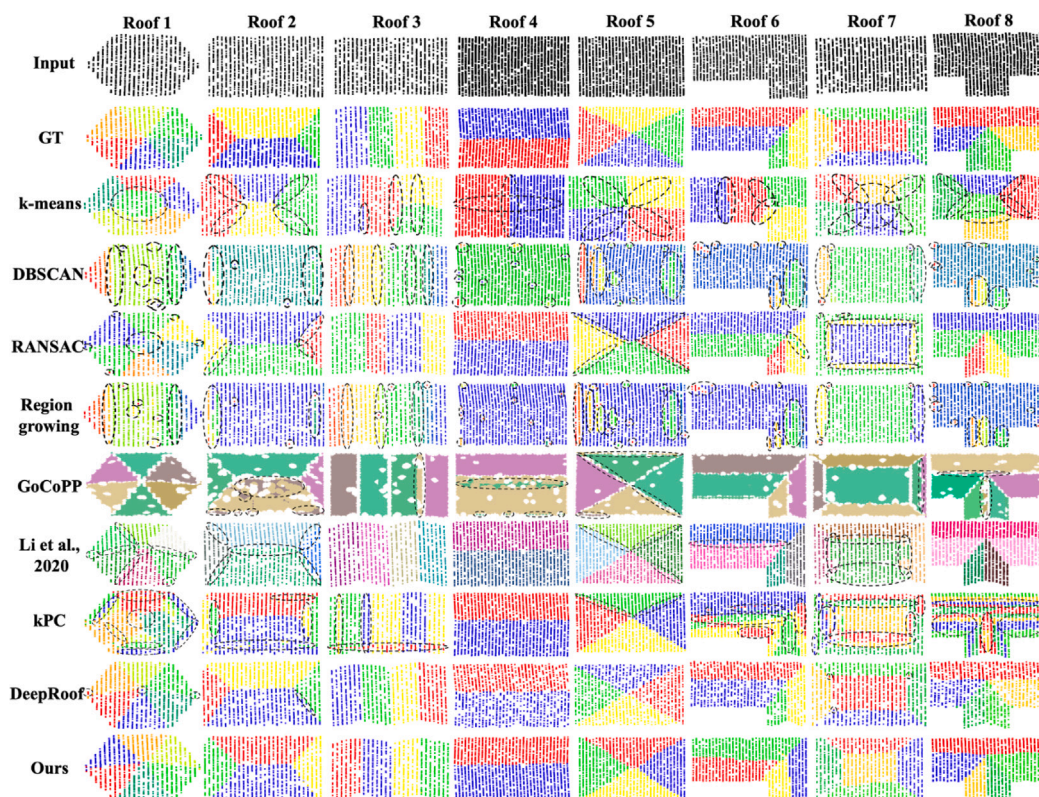 Roof 1 Roof 2 Roof 3 Roof 4 Roof 5 Roof 6 Roof 7 Roof 8
Input
GT
k-means
DBSCAN
RANSAC
Region
growing
GoCoPP
Li et al.,
2020
kPC
DeepRoof
Ours